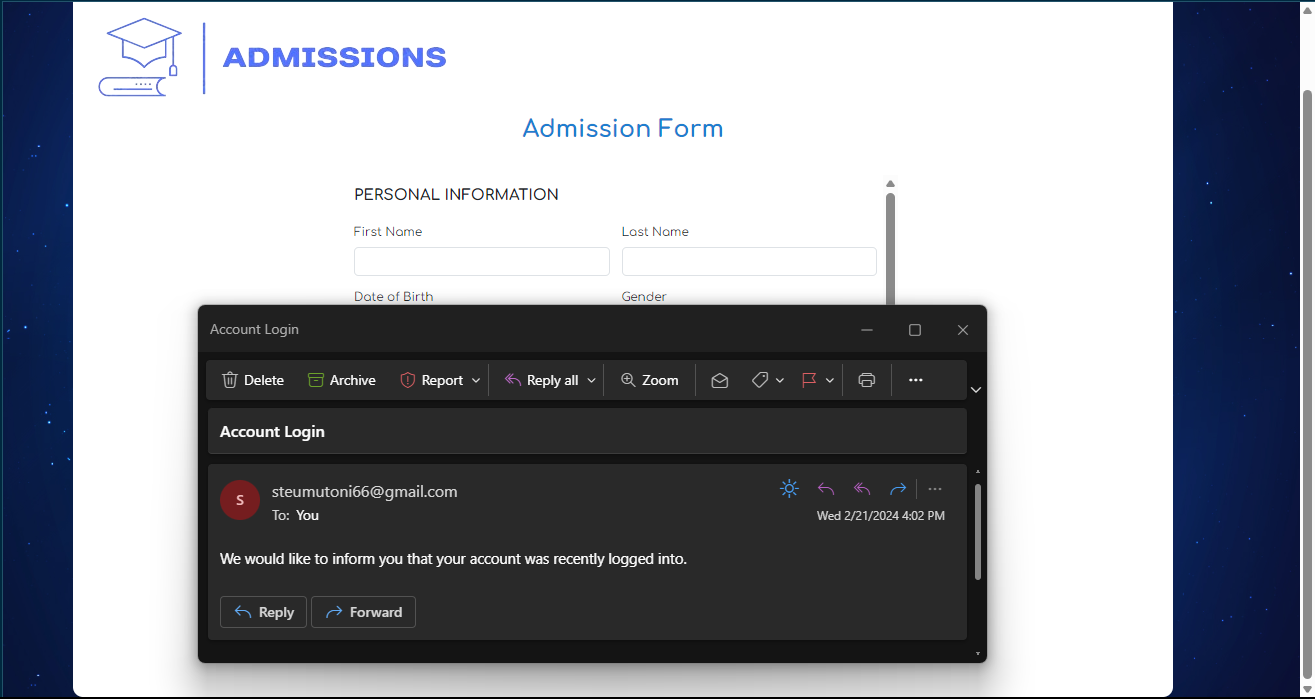 ADMISSIONS
Admission Form
PERSONAL INFORMATION
First Name Last Name
Date of Birth Gender
Account Login
Delete Archive Report Reply all Zoom
Account Login
S
steumutoni66@gmail.com
To: You
Wed 2/21/2024 4:02 PM
We would like to inform you that your account was recently logged into.
Reply Forward